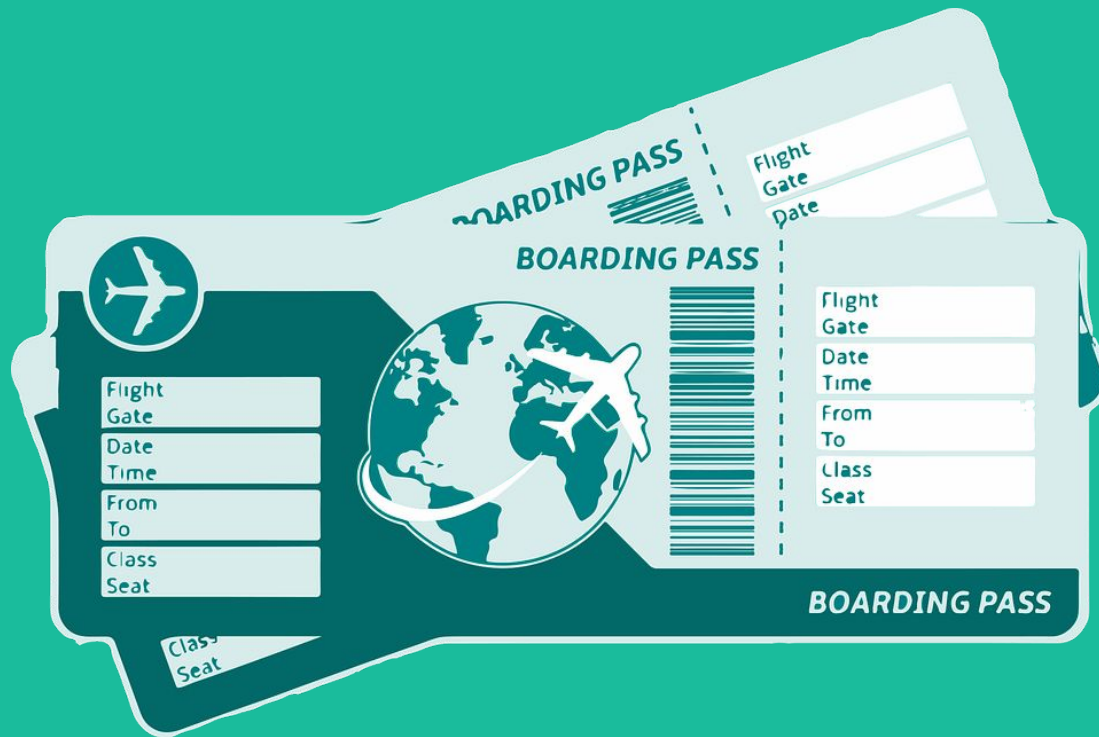 BOARDING PASS
Flight
Gate
Date
BOARDING PASS
Flight
Gate
Date
Time
From
To
Class
Seat
Flight
Gate
Date
Time
From
To
Class
Seat
BOARDING PASS
Class
Seat